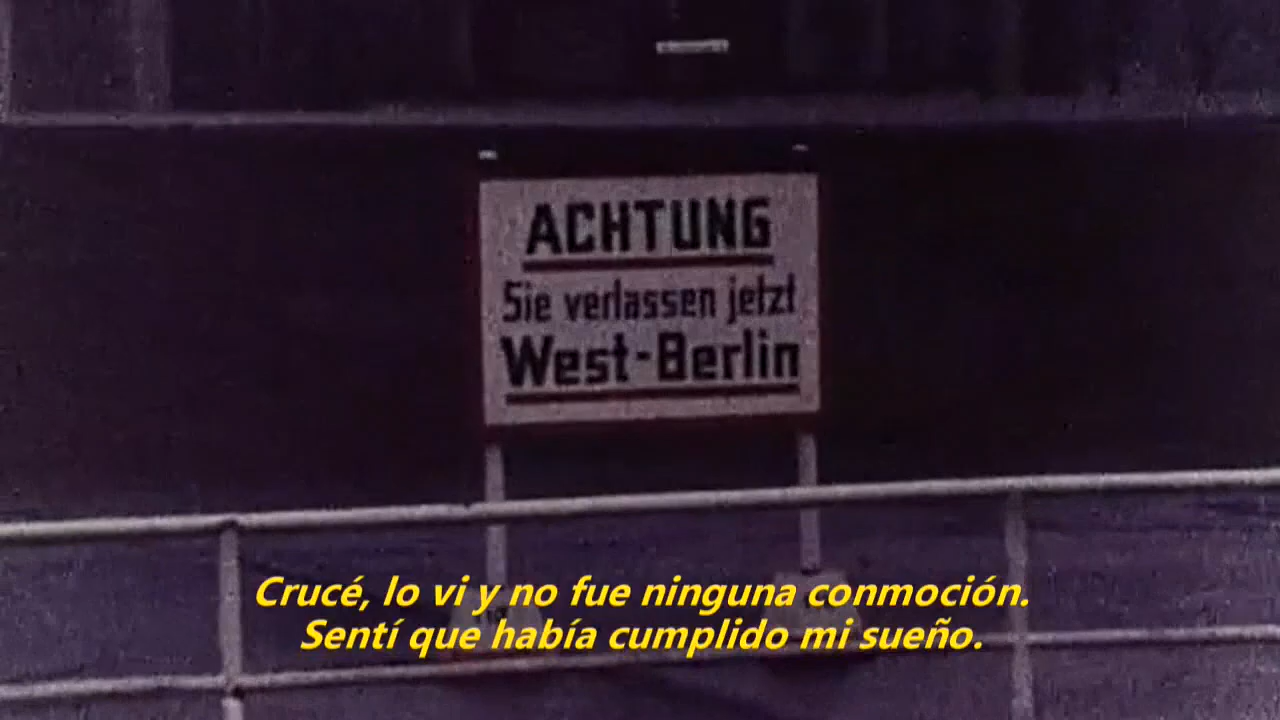 ACHTUNG
Sie verlassen jetzt
West-Berlin
Crucé, lo vi y no fue ninguna conmoción.
Sentí que había cumplido mi sueño.